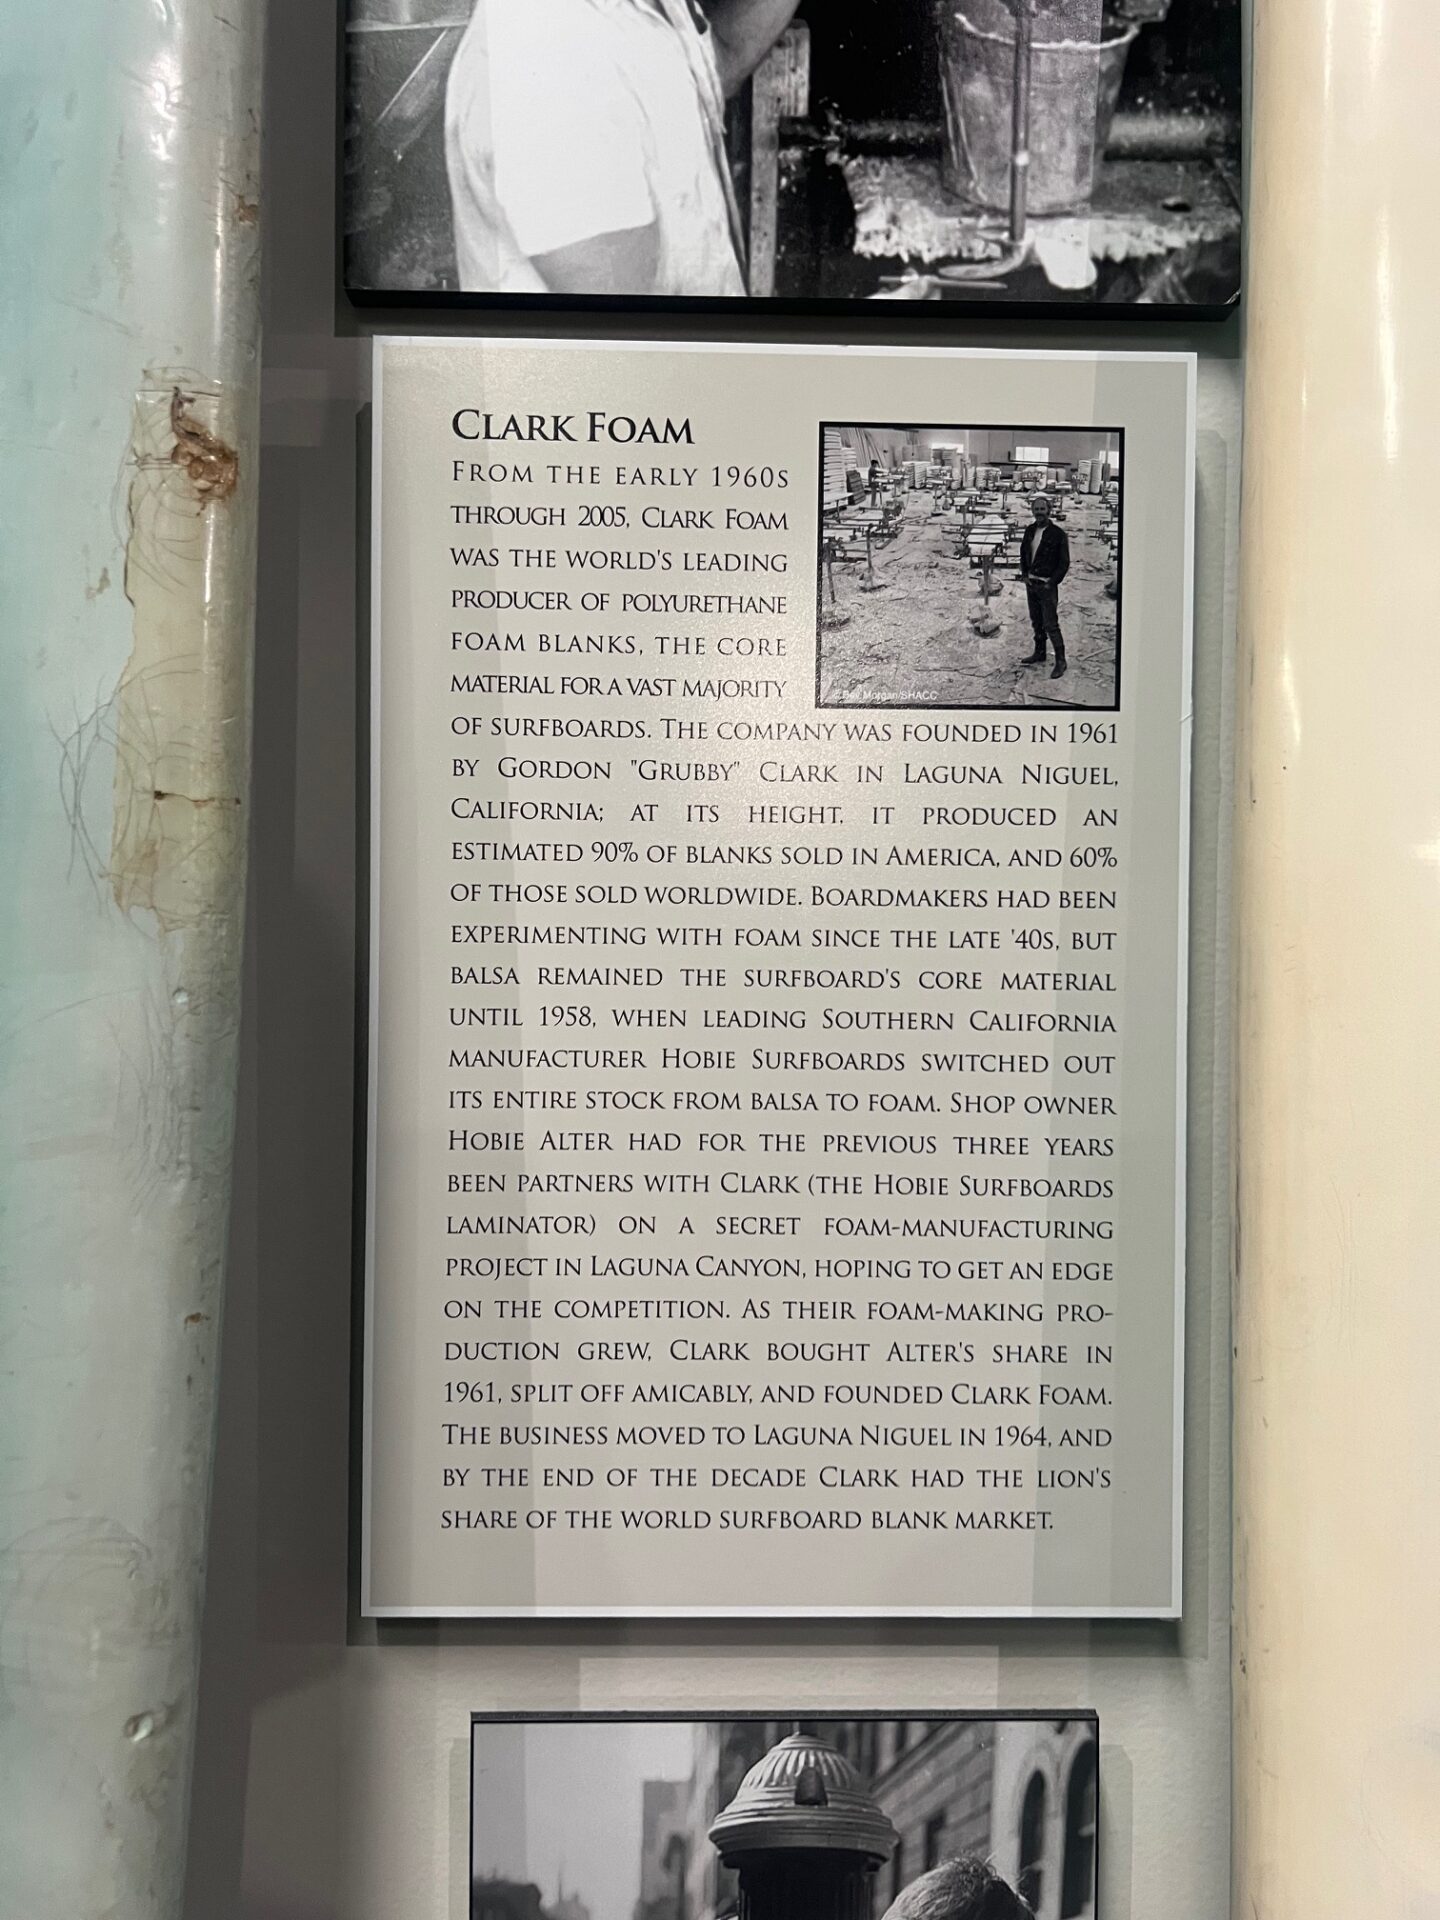 CLARK FOAM
FROM THE EARLY 1960S
THROUGH 2005, CLARK FOAM
WAS THE WORLD'S LEADING
PRODUCER OF POLYURETHANE
FOAM BLANKS, THE CORE
MATERIAL FOR A VAST MAJORITY
OF SURFBOARDS. THE COMPANY WAS FOUNDED IN 1961
BY GORDON "GRUBBY" CLARK IN LAGUNA NIGUEL,
CALIFORNIA; AT ITS HEIGHT, IT PRODUCED AN
ESTIMATED 90% OF BLANKS SOLD IN AMERICA, AND 60%
OF THOSE SOLD WORLDWIDE. BOARDMAKERS HAD BEEN
EXPERIMENTING WITH FOAM SINCE THE LATE '40S, BUT
BALSA REMAINED THE SURFBOARD'S CORE MATERIAL
UNTIL 1958, WHEN LEADING SOUTHERN CALIFORNIA
MANUFACTURER HOBIE SURFBOARDS SWITCHED OUT
ITS ENTIRE STOCK FROM BALSA TO FOAM. SHOP OWNER
HOBIE ALTER HAD FOR THE PREVIOUS THREE YEARS
BEEN PARTNERS WITH CLARK (THE HOBIE SURFBOARDS
LAMINATOR) ON A SECRET FOAM-MANUFACTURING
PROJECT IN LAGUNA CANYON, HOPING TO GET AN EDGE
ON THE COMPETITION. AS THEIR FOAM-MAKING PRO-
DUCTION GREW, CLARK BOUGHT ALTER'S SHARE IN
1961, SPLIT OFF AMICABLY, AND FOUNDED CLARK FOAM.
THE BUSINESS MOVED TO LAGUNA NIGUEL IN 1964, AND
BY THE END OF THE DECADE CLARK HAD THE LION'S
SHARE OF THE WORLD SURFBOARD BLANK MARKET.
Morgan/SHACC